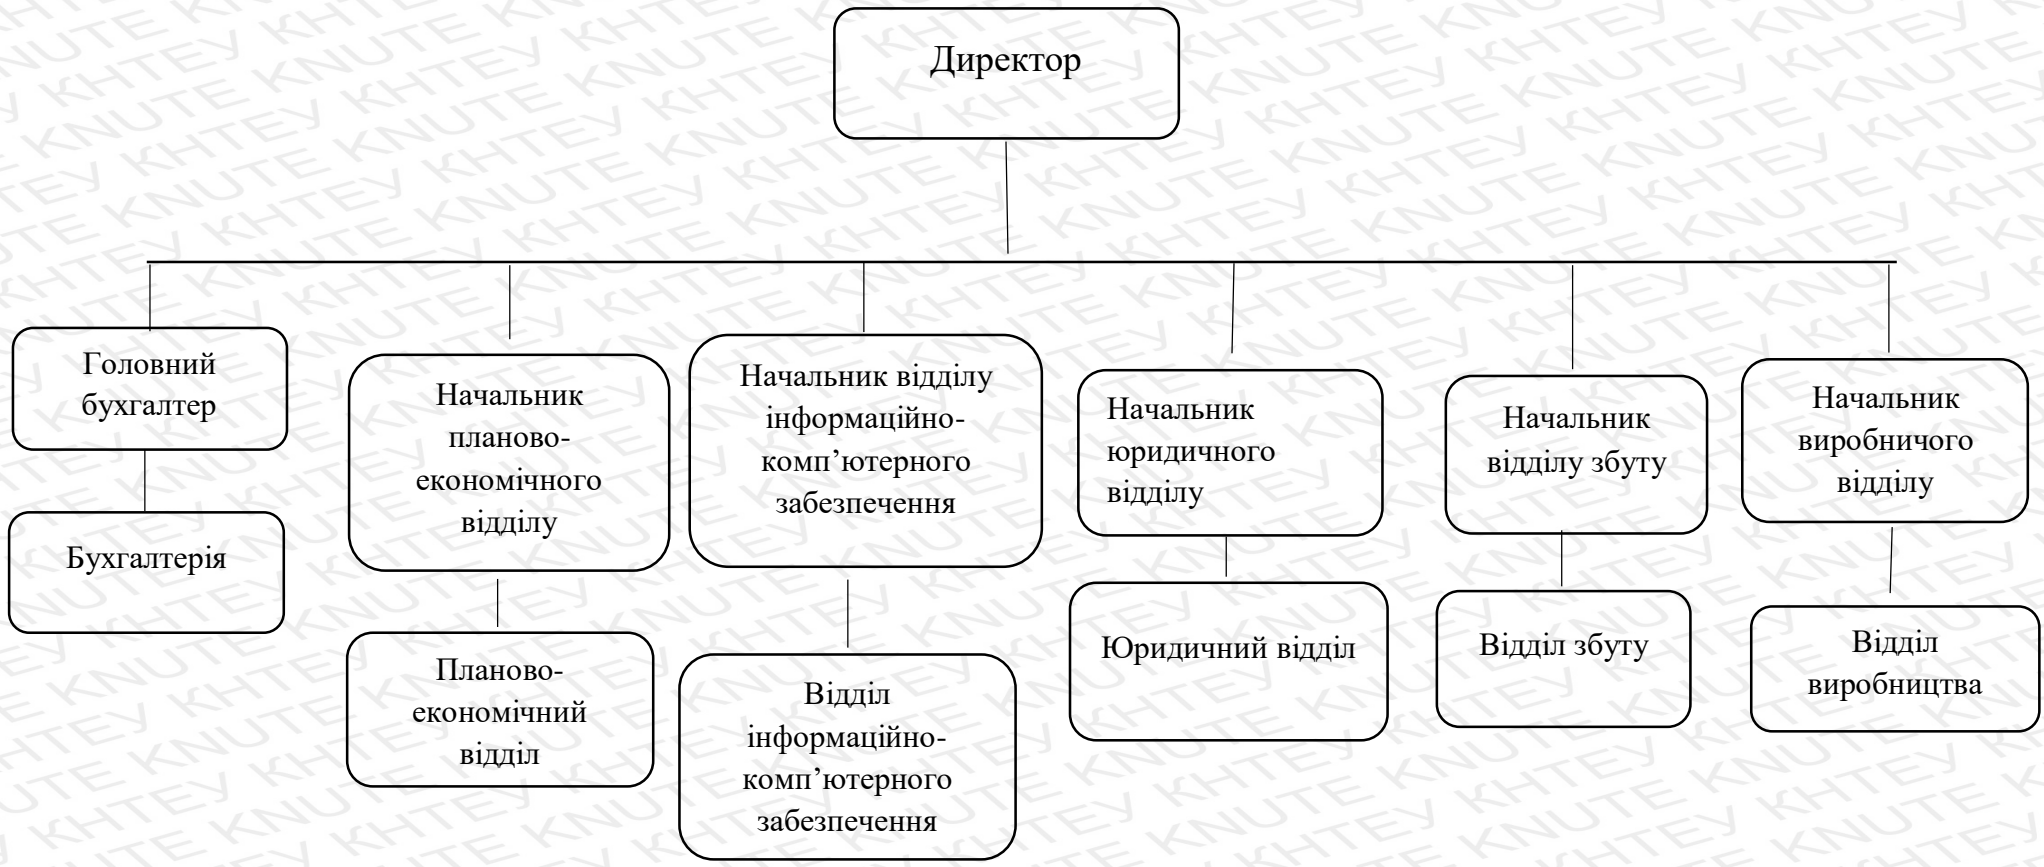 Директор
Головний
бухгалтер
Начальник
планово-
економічного
відділу
Начальник відділу
інформаційно-
комп’ютерного
забезпечення
Начальник
юридичного
відділу
Начальник
відділу збуту
Начальник
виробничого
відділу
Бухгалтерія
Планово-
економічний
відділ
Відділ
інформаційно-
комп’ютерного
забезпечення
Юридичний відділ
Відділ збуту
Відділ
виробництва